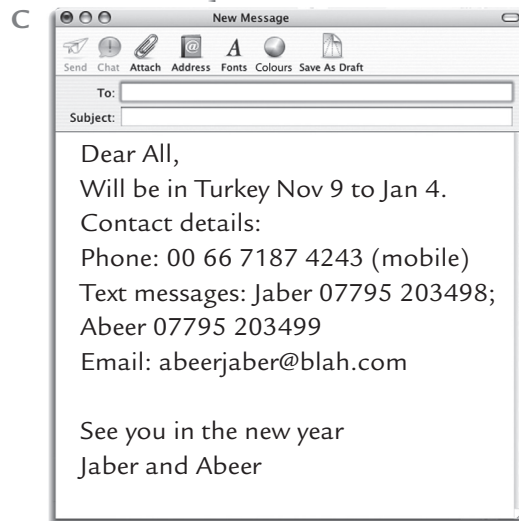 C
New Message
Send Chat Attach Address Fonts Colours Save As Draft
To:
Subject:
Dear All,
Will be in Turkey Nov 9 to Jan 4.
Contact details:
Phone: 00 66 7187 4243 (mobile)
Text messages: Jaber 07795 203498;
Abeer 07795 203499
Email: abeerjaber@blah.com
See you in the new year
Jaber and Abeer